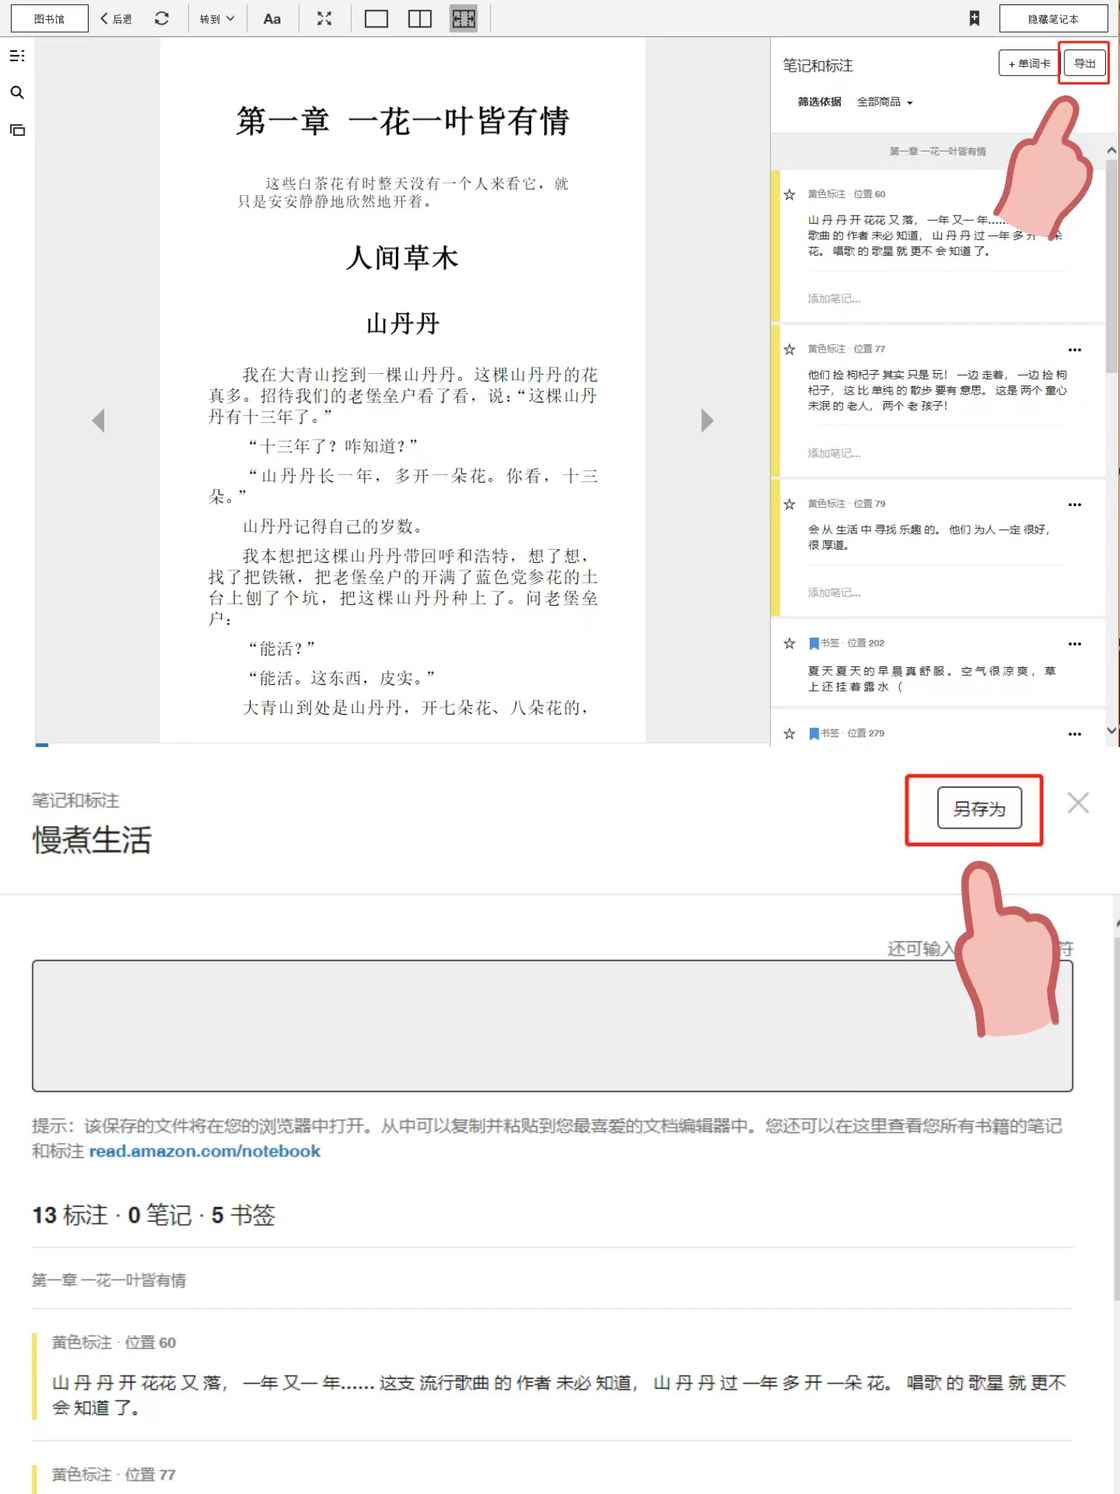 图书馆
后退
转到
Aa
隐藏笔记本
第一章 一花一叶皆有情
这些白茶花有时整天没有一个人来看它，就
只是安安静静地欣然地开着。
人间草木
山丹丹
我在大青山挖到一棵山丹丹。这棵山丹丹的花
真多。招待我们的老堡垒户看了看，说：“这棵山丹
丹有十三年了。”
“十三年了？咋知道？”
“山丹丹长一年，多开一朵花。你看，十三
朵。”
山丹丹记得自己的岁数。
我本想把这棵山丹丹带回呼和浩特，想了想，
找了把铁锹，把老堡垒户的开满了蓝色党参花的土
台上刨了个坑，把这棵山丹丹种上了。问老堡垒
户：
“能活？”
“能活。这东西，皮实。”
大青山到处是山丹丹，开七朵花、八朵花的，
笔记和标注
+ 单词卡
导出
筛选依据 全部商品
第一章 一花一叶皆有情
黄色标注 · 位置 60
山丹丹开花花又落，一年又一年……
歌曲的作者未必知道，山丹丹过一年多开一朵
花。唱歌的歌星就更不会知道了。
添加笔记...
黄色标注 · 位置 77
他们捡枸杞子其实只是玩！一边走着，一边捡枸
杞子，这比单纯的散步要有意思。这是两个童心
未泯的老人，两个老孩子！
添加笔记...
黄色标注 · 位置 79
会从生活中寻找乐趣的。他们为人一定很好，
很厚道。
添加笔记...
书签 · 位置 202
夏天夏天的早晨真舒服。空气很凉爽，草
上还挂着露水（
书签 · 位置 279
笔记和标注
慢煮生活
另存为
还可输入 符
提示：该保存的文件将在您的浏览器中打开。从中可以复制并粘贴到您最喜爱的文档编辑器中。您还可以在这里查看您所有书籍的笔记
和标注 read.amazon.com/notebook
13 标注 · 0 笔记 · 5 书签
第一章 一花一叶皆有情
黄色标注 · 位置 60
山丹丹开花花又落，一年又一年…… 这支流行歌曲的作者未必知道，山丹丹过一年多开一朵花。唱歌的歌星就更不
会知道了。
黄色标注 · 位置 77